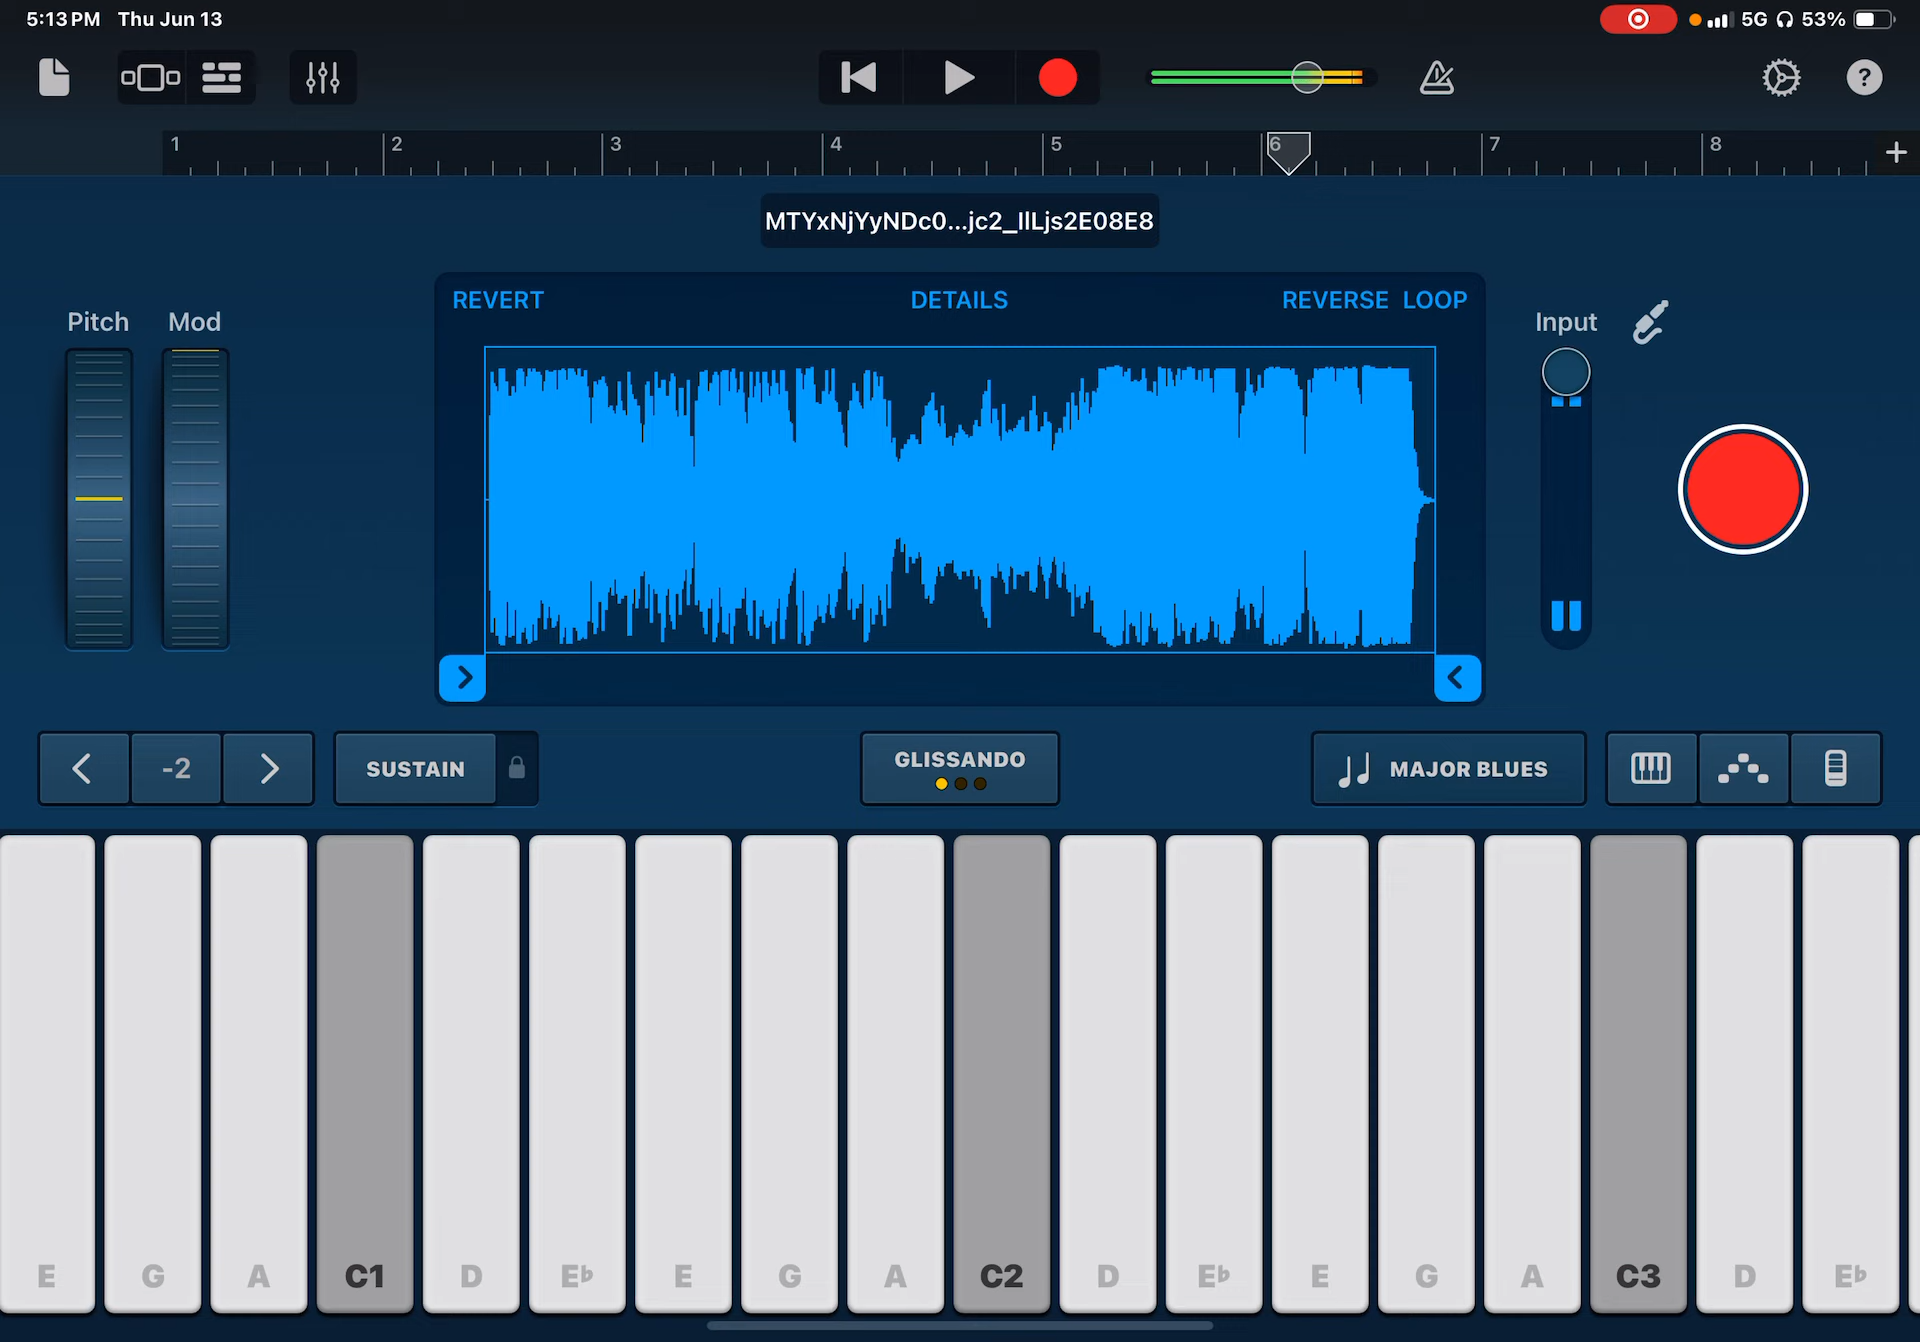 5:13 PM Thu Jun 13
5G 53%
?
1 2 3 4 5 6 7 8 +
MTYxNjYyNDc0...jc2_IlLjs2E08E8
REVERT DETAILS REVERSE LOOP
Pitch Mod Input
-2 SUSTAIN GLISSANDO MAJOR BLUES
E G A C1 D E♭ E G A C2 D E♭ E G A C3 D E♭